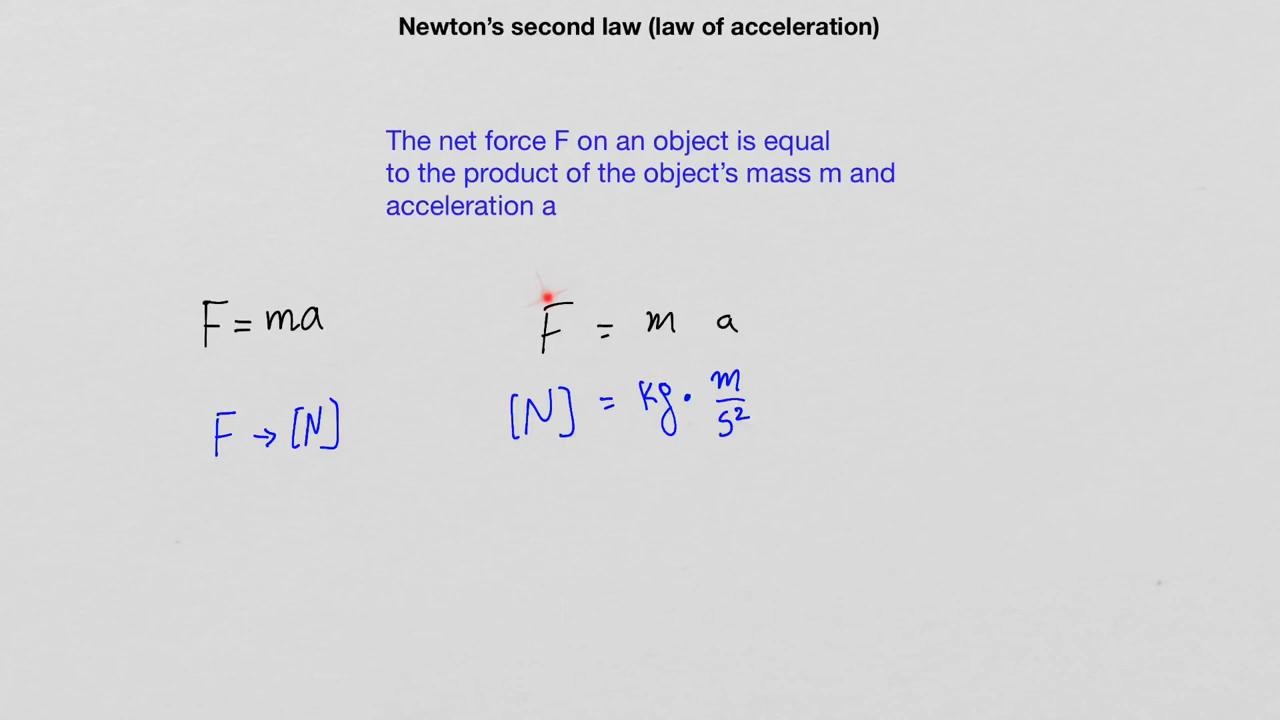 Newton’s second law (law of acceleration)
The net force F on an object is equal
to the product of the object’s mass m and
acceleration a
F = ma
F = m a
F → [N]
[N] = kg · m/s²